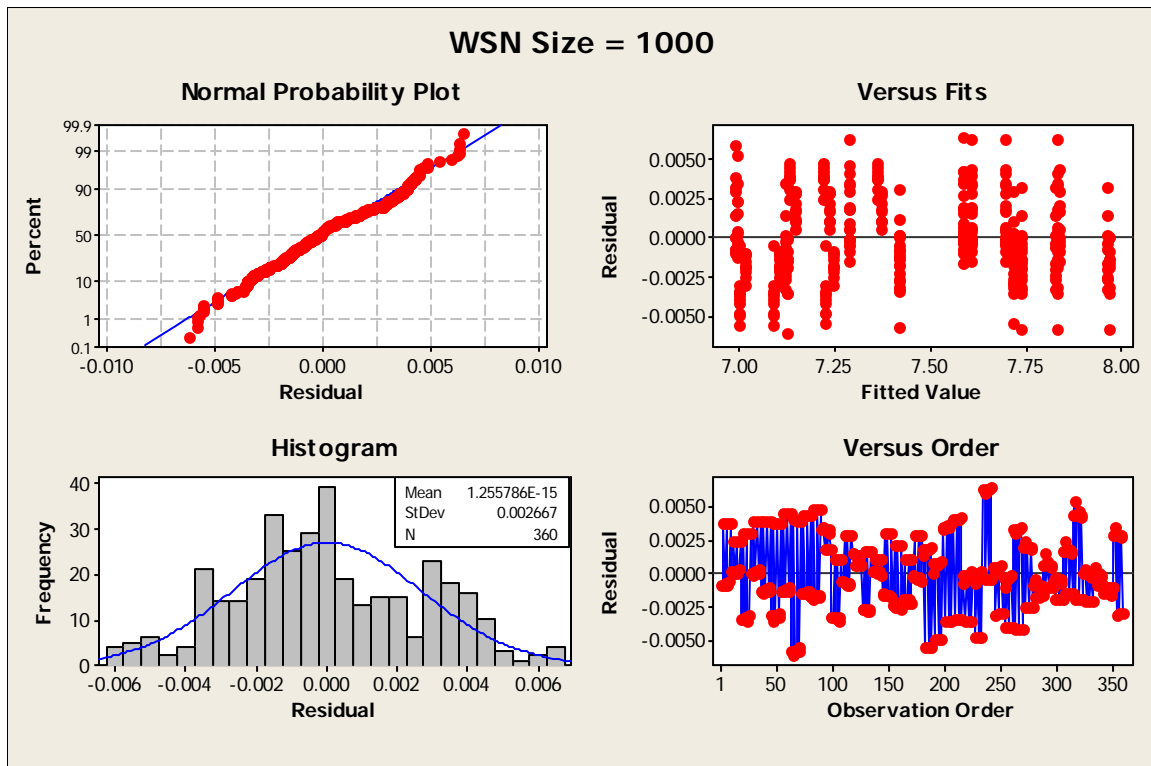 WSN Size = 1000
Normal Probability Plot
99.9
99
90
50
10
1
0.1
Percent
-0.010 -0.005 0.000 0.005 0.010
Residual
Versus Fits
0.0050
0.0025
0.0000
-0.0025
-0.0050
Residual
7.00 7.25 7.50 7.75 8.00
Fitted Value
Histogram
40
30
20
10
0
Frequency
Mean 1.255786E-15
StDev 0.002667
N 360
-0.006 -0.004 -0.002 0.000 0.002 0.004 0.006
Residual
Versus Order
0.0050
0.0025
0.0000
-0.0025
-0.0050
Residual
1 50 100 150 200 250 300 350
Observation Order